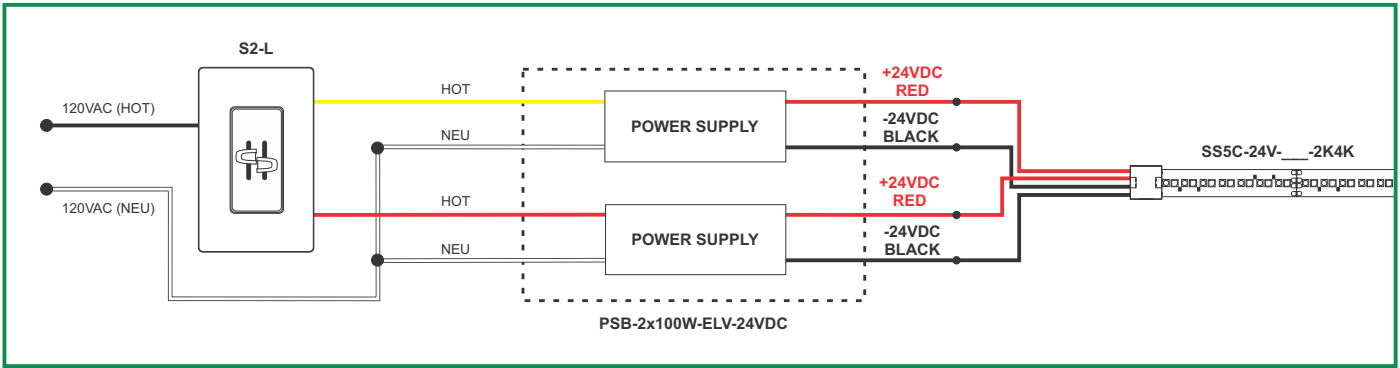 S2-L
120VAC (HOT)
120VAC (NEU)
HOT
NEU
POWER SUPPLY
+24VDC
RED
-24VDC
BLACK
HOT
NEU
POWER SUPPLY
+24VDC
RED
-24VDC
BLACK
SS5C-24V-___-2K4K
PSB-2x100W-ELV-24VDC